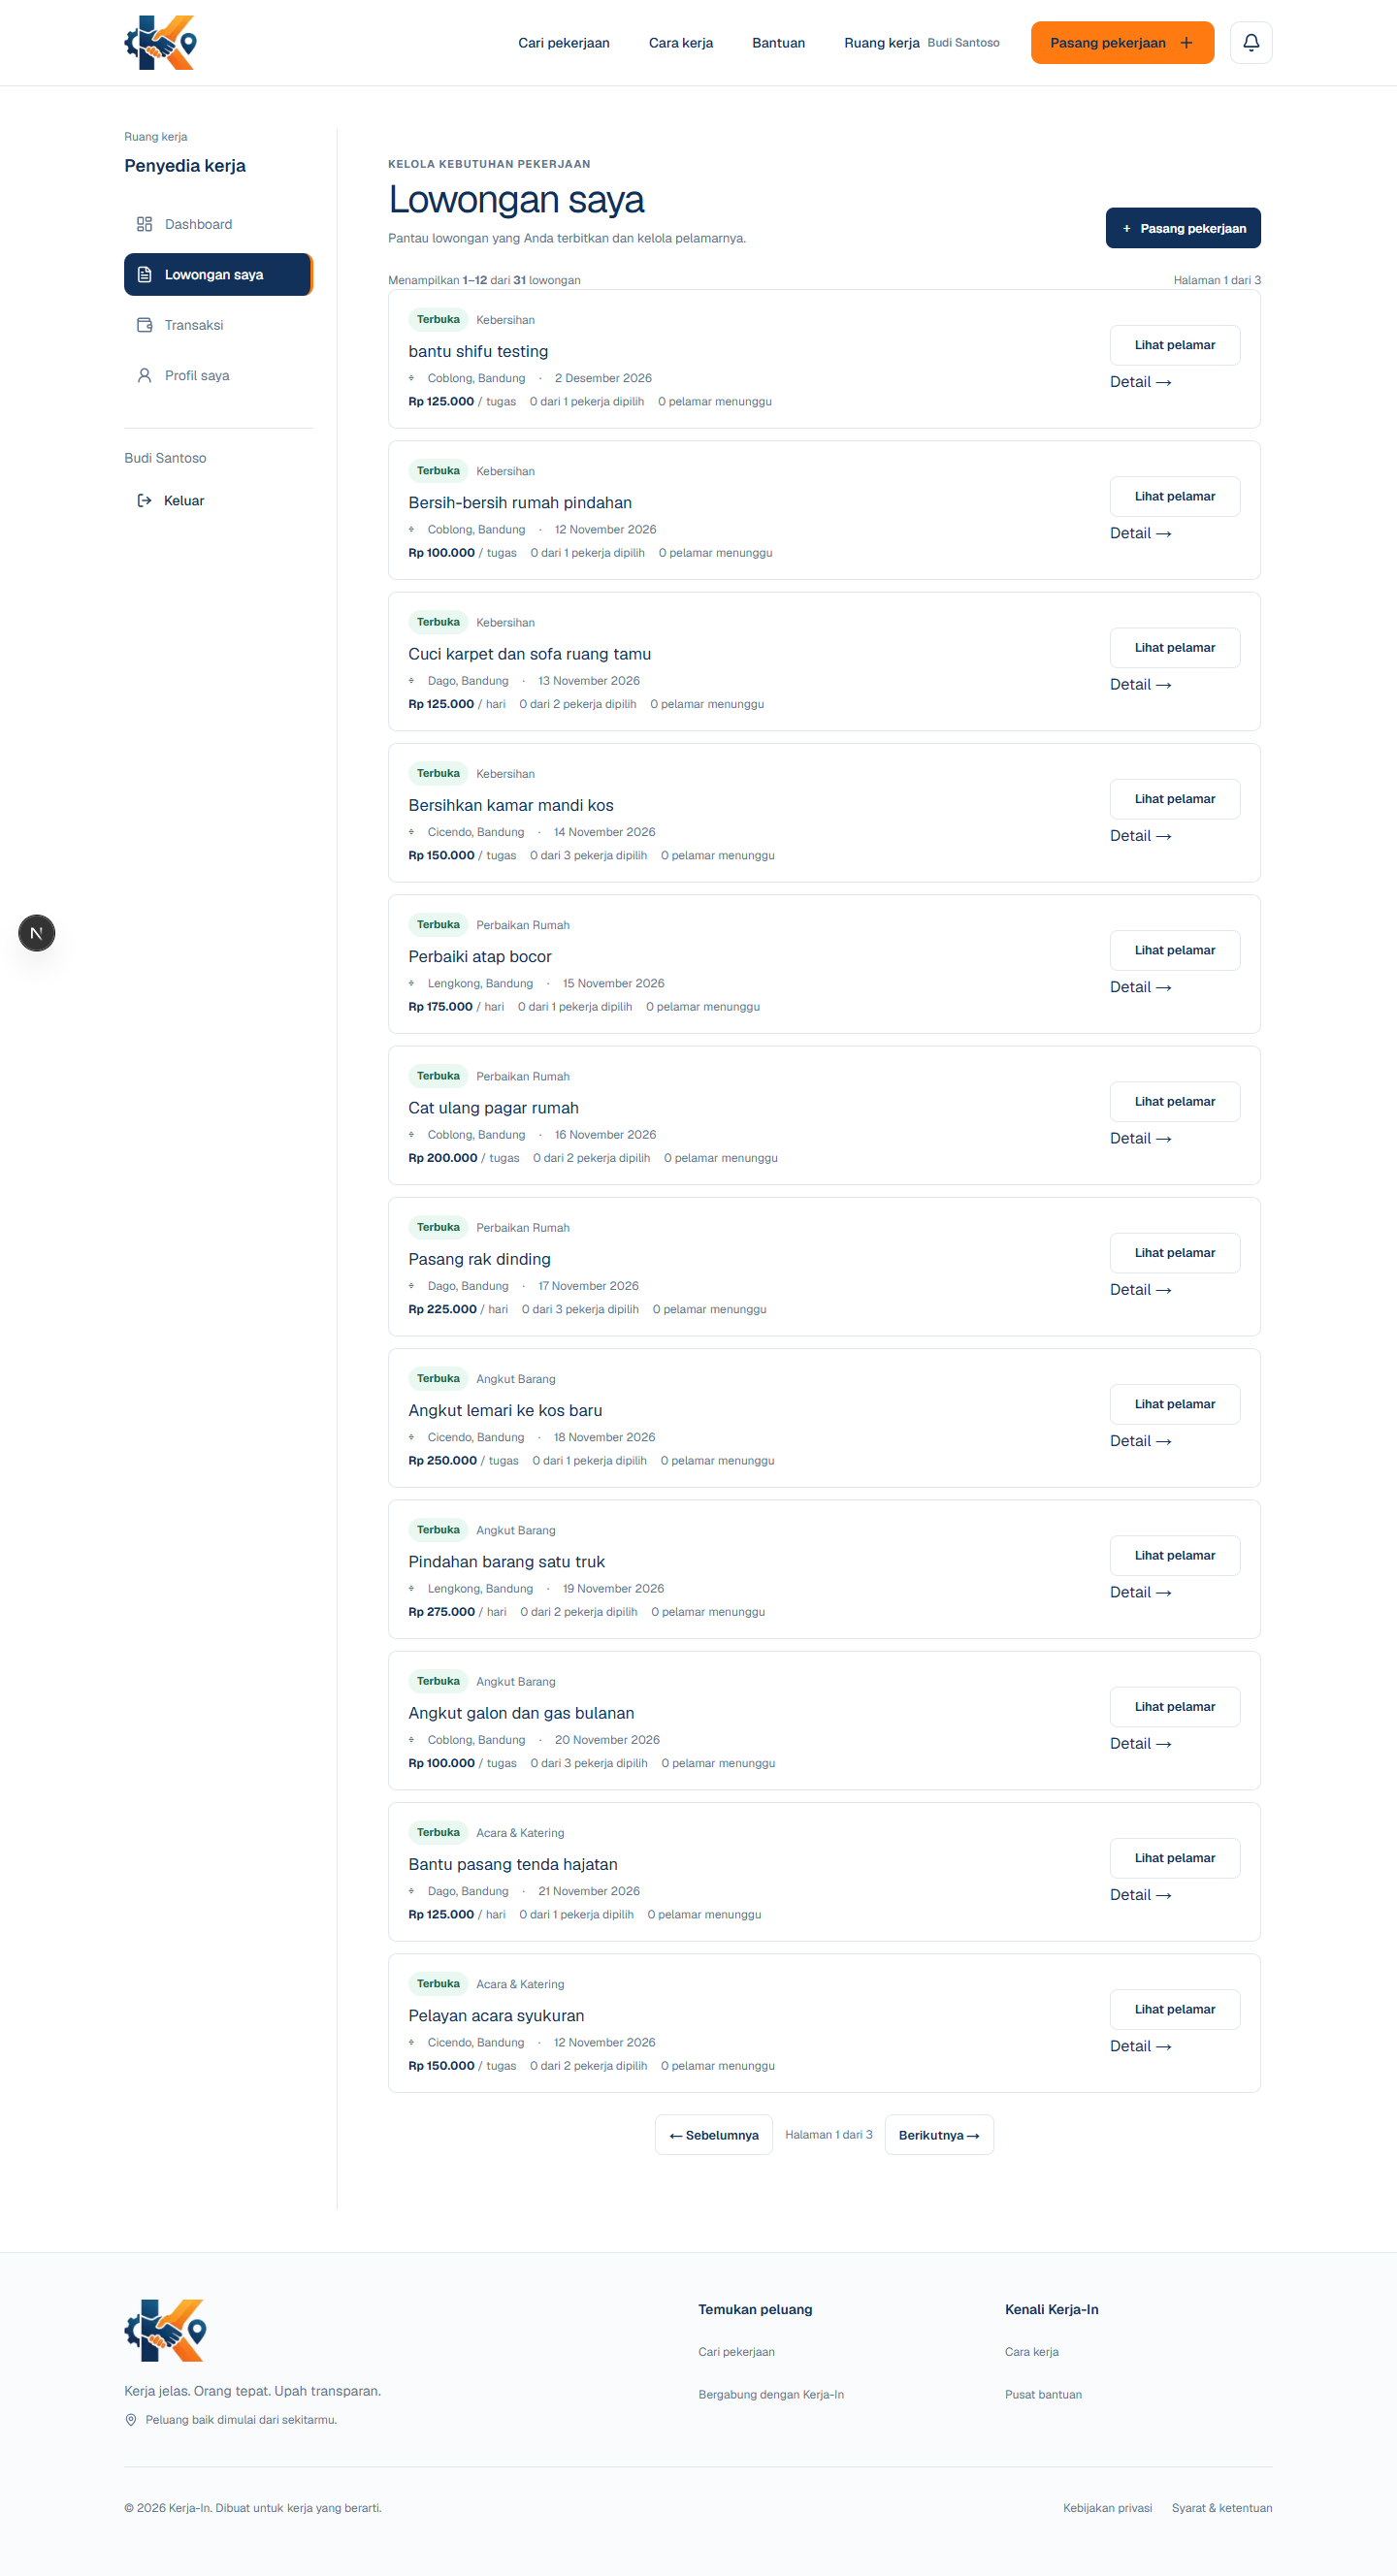 Cari pekerjaan Cara kerja Bantuan Ruang kerja Budi Santoso Pasang pekerjaan +
Ruang kerja
Penyedia kerja
Dashboard
Lowongan saya
Transaksi
Profil saya
Budi Santoso
Keluar
KELOLA KEBUTUHAN PEKERJAAN
Lowongan saya
Pantau lowongan yang Anda terbitkan dan kelola pelamarnya.
+ Pasang pekerjaan
Menampilkan 1–12 dari 31 lowongan
Halaman 1 dari 3
Terbuka Kebersihan
bantu shifu testing
Coblong, Bandung · 2 Desember 2026
Rp 125.000 / tugas 0 dari 1 pekerja dipilih 0 pelamar menunggu
Lihat pelamar
Detail →
Terbuka Kebersihan
Bersih-bersih rumah pindahan
Coblong, Bandung · 12 November 2026
Rp 100.000 / tugas 0 dari 1 pekerja dipilih 0 pelamar menunggu
Lihat pelamar
Detail →
Terbuka Kebersihan
Cuci karpet dan sofa ruang tamu
Dago, Bandung · 13 November 2026
Rp 125.000 / hari 0 dari 2 pekerja dipilih 0 pelamar menunggu
Lihat pelamar
Detail →
Terbuka Kebersihan
Bersihkan kamar mandi kos
Cicendo, Bandung · 14 November 2026
Rp 150.000 / tugas 0 dari 3 pekerja dipilih 0 pelamar menunggu
Lihat pelamar
Detail →
Terbuka Perbaikan Rumah
Perbaiki atap bocor
Lengkong, Bandung · 15 November 2026
Rp 175.000 / hari 0 dari 1 pekerja dipilih 0 pelamar menunggu
Lihat pelamar
Detail →
Terbuka Perbaikan Rumah
Cat ulang pagar rumah
Coblong, Bandung · 16 November 2026
Rp 200.000 / tugas 0 dari 2 pekerja dipilih 0 pelamar menunggu
Lihat pelamar
Detail →
Terbuka Perbaikan Rumah
Pasang rak dinding
Dago, Bandung · 17 November 2026
Rp 225.000 / hari 0 dari 3 pekerja dipilih 0 pelamar menunggu
Lihat pelamar
Detail →
Terbuka Angkut Barang
Angkut lemari ke kos baru
Cicendo, Bandung · 18 November 2026
Rp 250.000 / tugas 0 dari 1 pekerja dipilih 0 pelamar menunggu
Lihat pelamar
Detail →
Terbuka Angkut Barang
Pindahan barang satu truk
Lengkong, Bandung · 19 November 2026
Rp 275.000 / hari 0 dari 2 pekerja dipilih 0 pelamar menunggu
Lihat pelamar
Detail →
Terbuka Angkut Barang
Angkut galon dan gas bulanan
Coblong, Bandung · 20 November 2026
Rp 100.000 / tugas 0 dari 3 pekerja dipilih 0 pelamar menunggu
Lihat pelamar
Detail →
Terbuka Acara & Katering
Bantu pasang tenda hajatan
Dago, Bandung · 21 November 2026
Rp 125.000 / hari 0 dari 1 pekerja dipilih 0 pelamar menunggu
Lihat pelamar
Detail →
Terbuka Acara & Katering
Pelayan acara syukuran
Cicendo, Bandung · 12 November 2026
Rp 150.000 / tugas 0 dari 2 pekerja dipilih 0 pelamar menunggu
Lihat pelamar
Detail →
← Sebelumnya Halaman 1 dari 3 Berikutnya →
K
Kerja jelas. Orang tepat. Upah transparan.
Peluang baik dimulai dari sekitarmu.
Temukan peluang
Cari pekerjaan
Bergabung dengan Kerja-In
Kenali Kerja-In
Cara kerja
Pusat bantuan
© 2026 Kerja-In. Dibuat untuk kerja yang berarti.
Kebijakan privasi Syarat & ketentuan